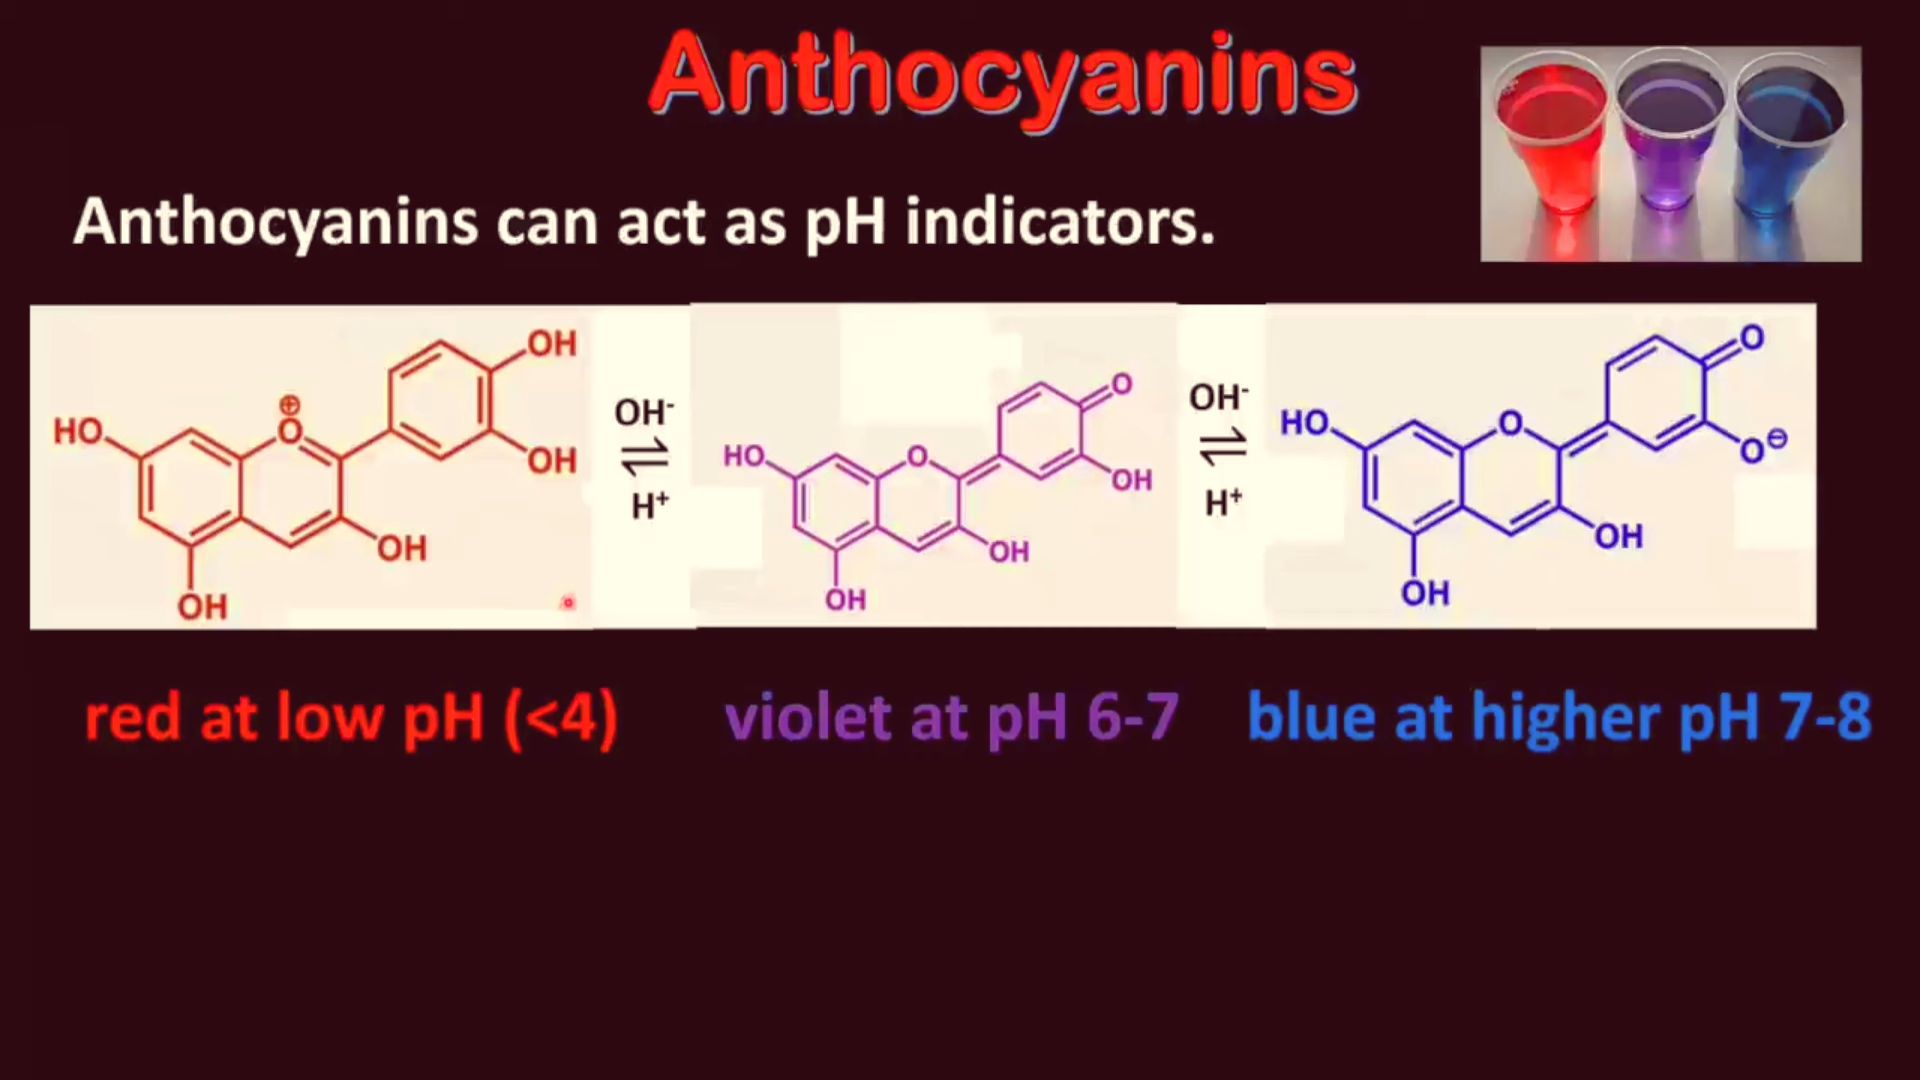 Anthocyanins
Anthocyanins can act as pH indicators.
OH
HO
⊕
O
OH
OH
OH
OH⁻
⇌
H⁺
O
HO
O
OH
OH
OH
OH⁻
⇌
H⁺
O
HO
O
O⊖
OH
OH
red at low pH (<4)
violet at pH 6-7
blue at higher pH 7-8